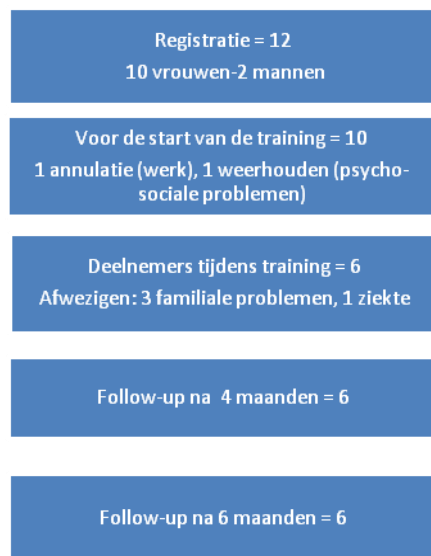 Registratie = 12
10 vrouwen-2 mannen
Voor de start van de training = 10
1 annulatie (werk), 1 weerhouden (psycho-
sociale problemen)
Deelnemers tijdens training = 6
Afwezigen: 3 familiale problemen, 1 ziekte
Follow-up na 4 maanden = 6
Follow-up na 6 maanden = 6